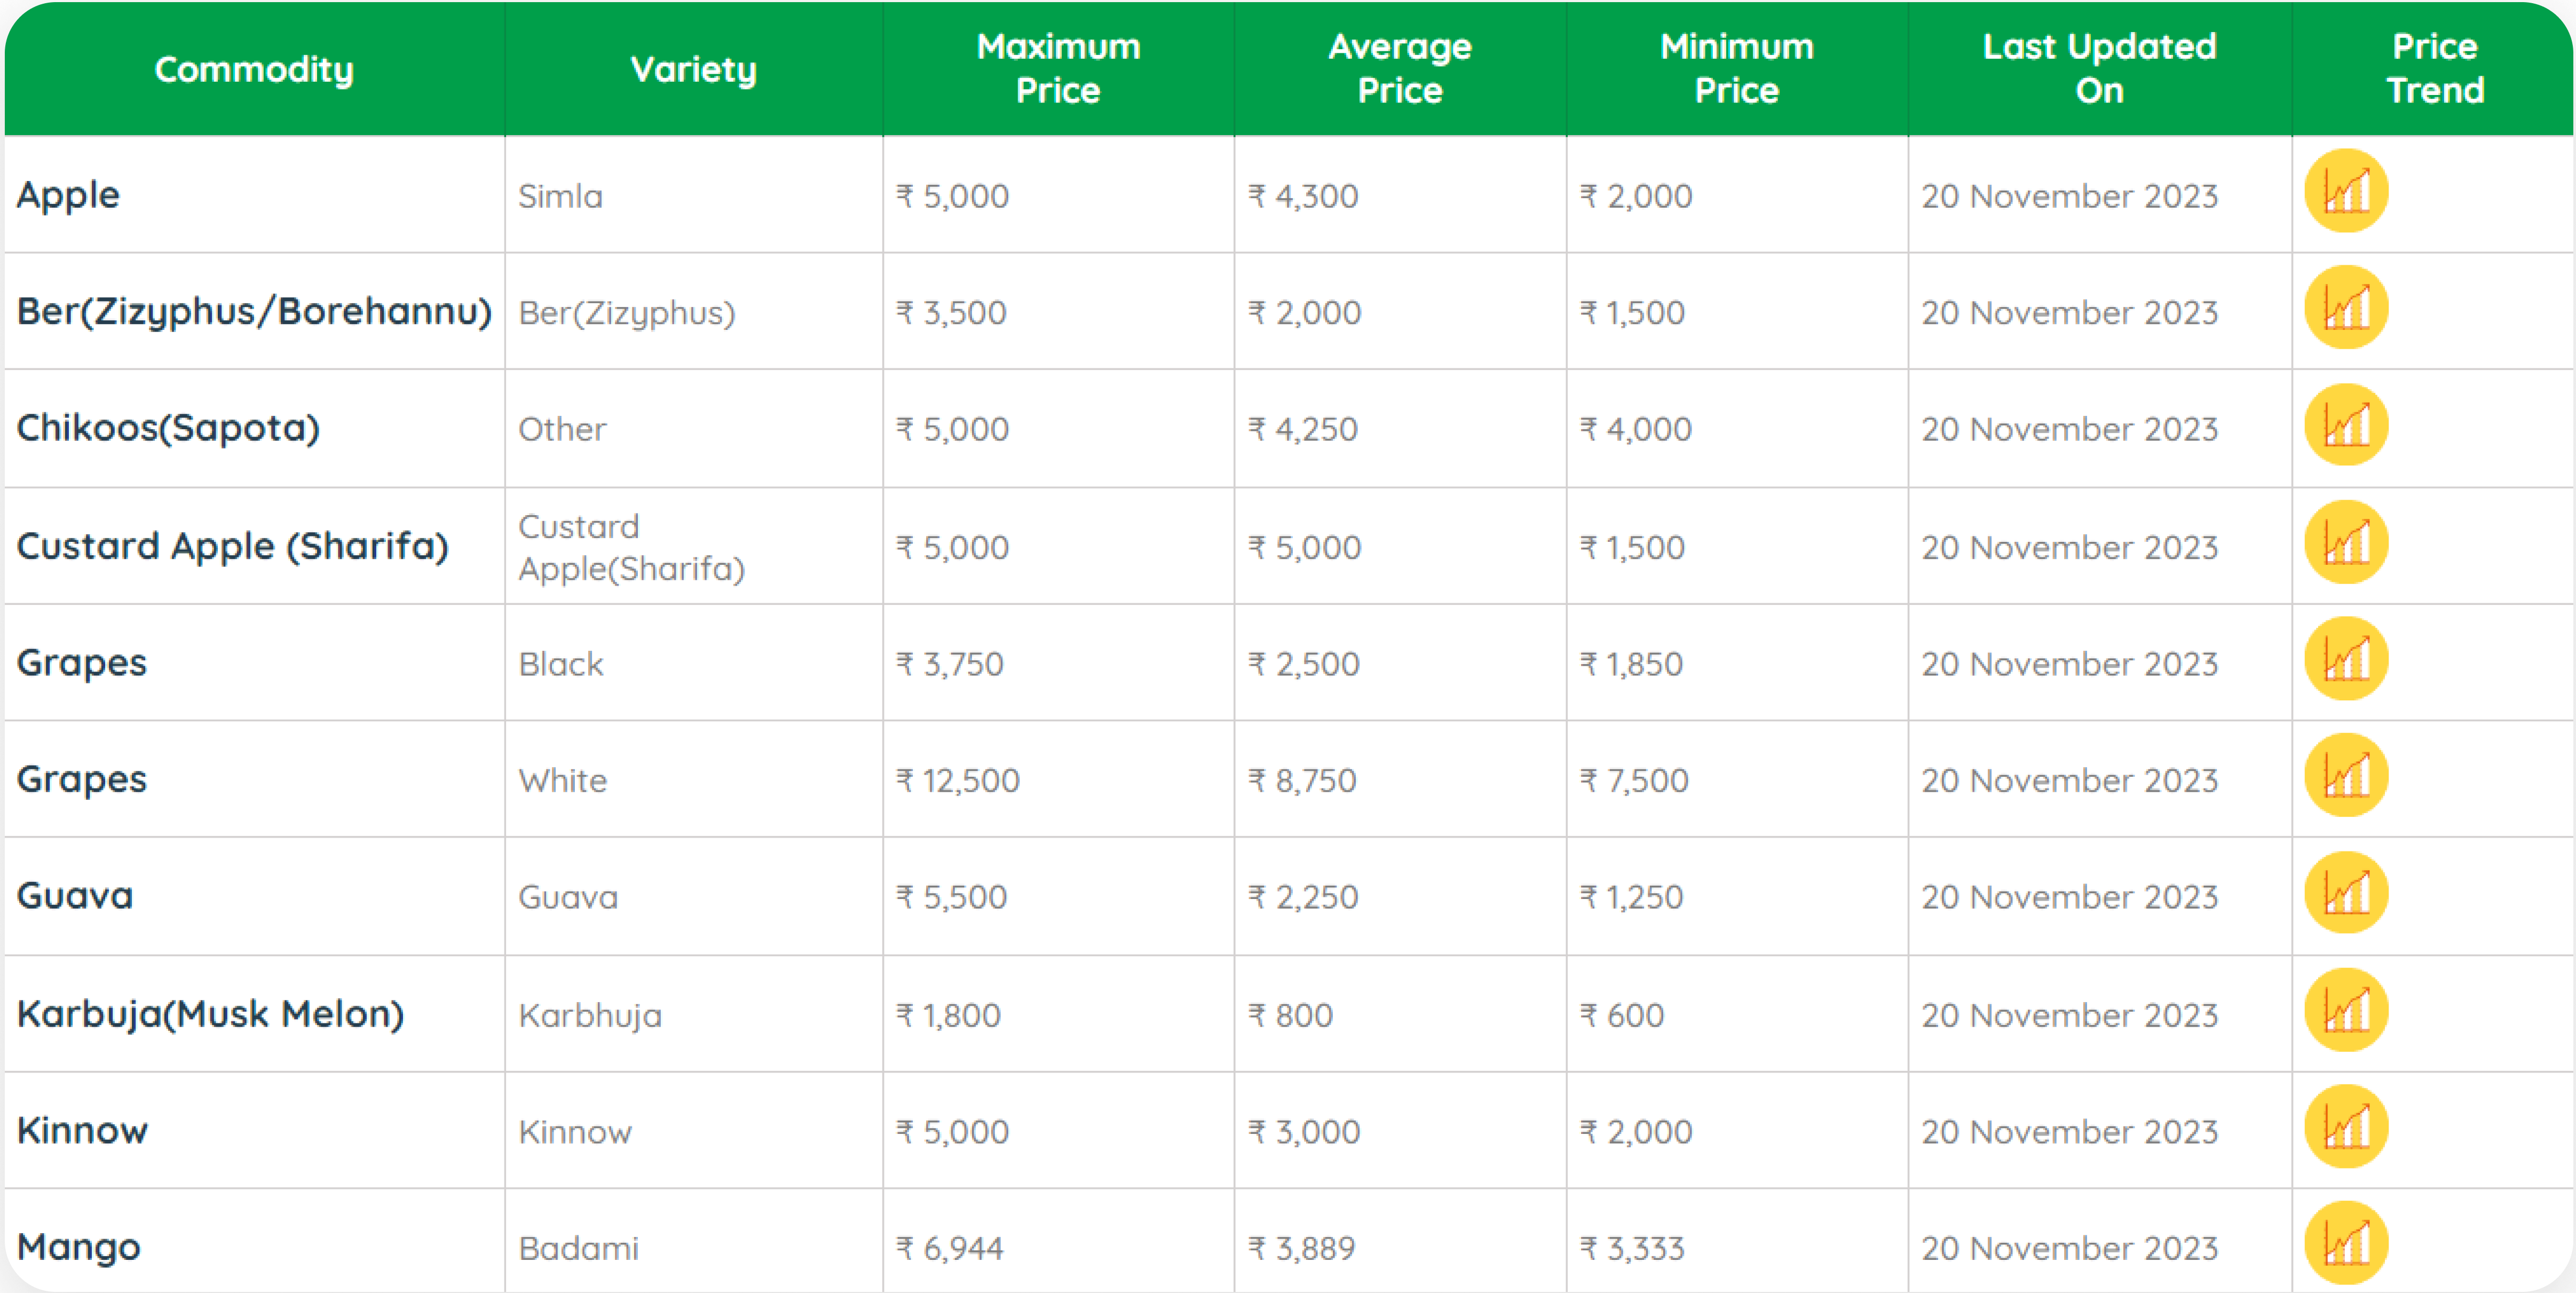 Commodity Variety Maximum Price Average Price Minimum Price Last Updated On Price Trend
Apple Simla ₹ 5,000 ₹ 4,300 ₹ 2,000 20 November 2023
Ber(Zizyphus/Borehannu) Ber(Zizyphus) ₹ 3,500 ₹ 2,000 ₹ 1,500 20 November 2023
Chikoos(Sapota) Other ₹ 5,000 ₹ 4,250 ₹ 4,000 20 November 2023
Custard Apple (Sharifa) Custard Apple(Sharifa) ₹ 5,000 ₹ 5,000 ₹ 1,500 20 November 2023
Grapes Black ₹ 3,750 ₹ 2,500 ₹ 1,850 20 November 2023
Grapes White ₹ 12,500 ₹ 8,750 ₹ 7,500 20 November 2023
Guava Guava ₹ 5,500 ₹ 2,250 ₹ 1,250 20 November 2023
Karbuja(Musk Melon) Karbhuja ₹ 1,800 ₹ 800 ₹ 600 20 November 2023
Kinnow Kinnow ₹ 5,000 ₹ 3,000 ₹ 2,000 20 November 2023
Mango Badami ₹ 6,944 ₹ 3,889 ₹ 3,333 20 November 2023